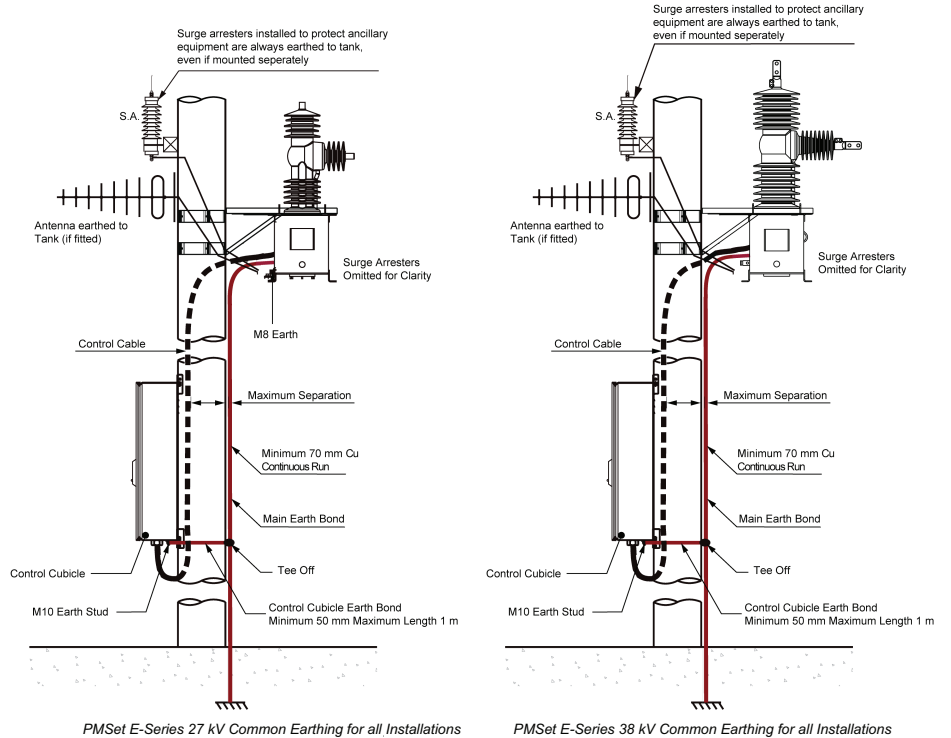 Surge arresters installed to protect ancillary
equipment are always earthed to tank,
even if mounted seperately
S.A.
Antenna earthed to
Tank (if fitted)
Surge Arresters
Omitted for Clarity
M8 Earth
Control Cable
Maximum Separation
Minimum 70 mm Cu
Continuous Run
Main Earth Bond
Control Cubicle
Tee Off
M10 Earth Stud
Control Cubicle Earth Bond
Minimum 50 mm Maximum Length 1 m
PMSet E-Series 27 kV Common Earthing for all Installations
Surge arresters installed to protect ancillary
equipment are always earthed to tank,
even if mounted seperately
S.A.
Antenna earthed to
Tank (if fitted)
Surge Arresters
Omitted for Clarity
Control Cable
Maximum Separation
Minimum 70 mm Cu
Continuous Run
Main Earth Bond
Control Cubicle
Tee Off
M10 Earth Stud
Control Cubicle Earth Bond
Minimum 50 mm Maximum Length 1 m
PMSet E-Series 38 kV Common Earthing for all Installations